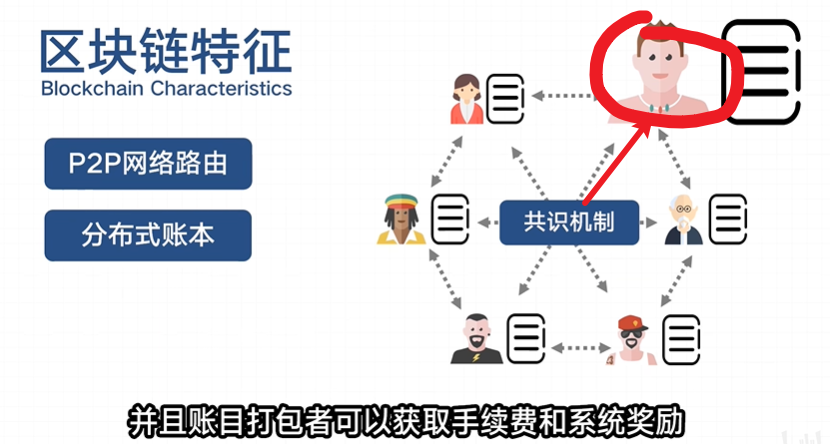 区块链特征
Blockchain Characteristics
P2P网络路由
分布式账本
共识机制
并且账目打包者可以获取手续费和系统奖励